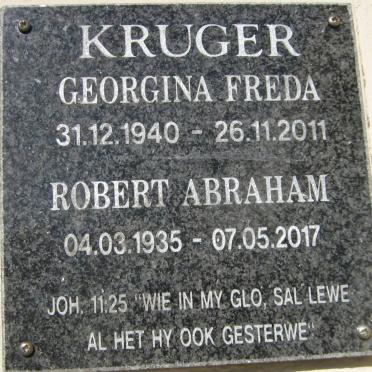 KRUGER
GEORGINA FREDA
31.12.1940 - 26.11.2011
ROBERT ABRAHAM
04.03.1935 - 07.05.2017
JOH. 11:25 "WIE IN MY GLO, SAL LEWE
AL HET HY OOK GESTERWE"